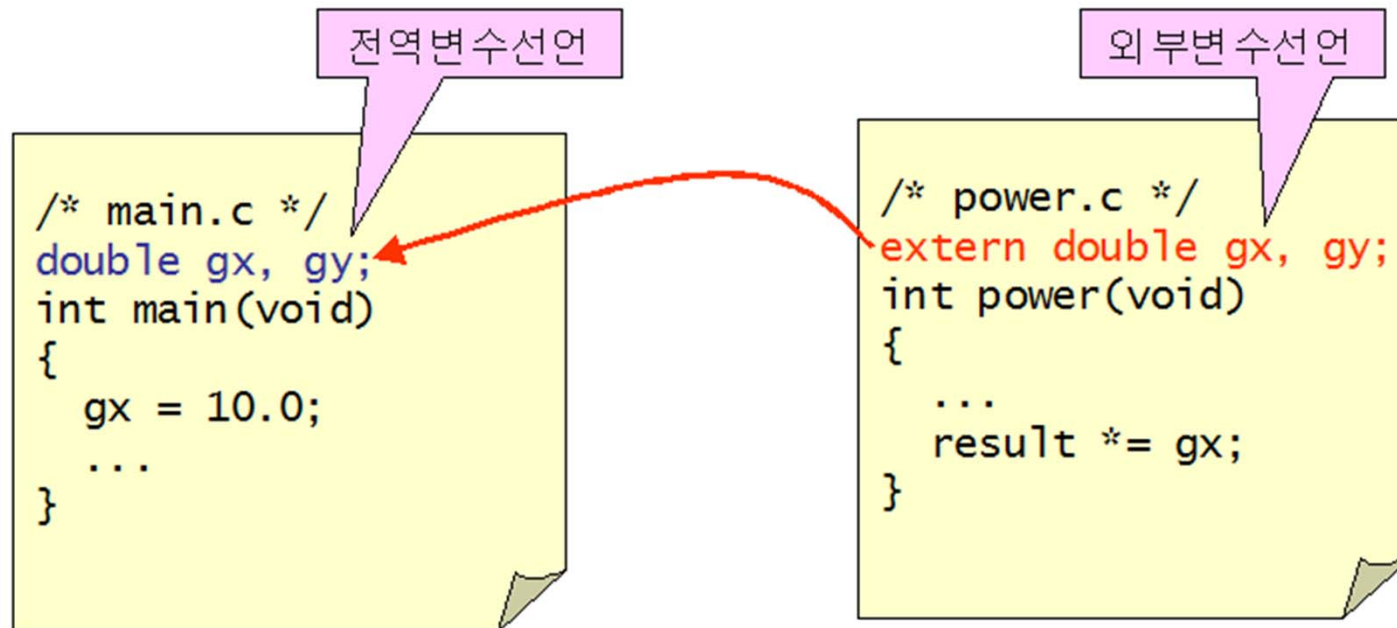 전역변수선언
/* main.c */
double gx, gy;
int main(void)
{
gx = 10.0;
...
}
외부변수선언
/* power.c */
extern double gx, gy;
int power(void)
{
...
result *= gx;
}